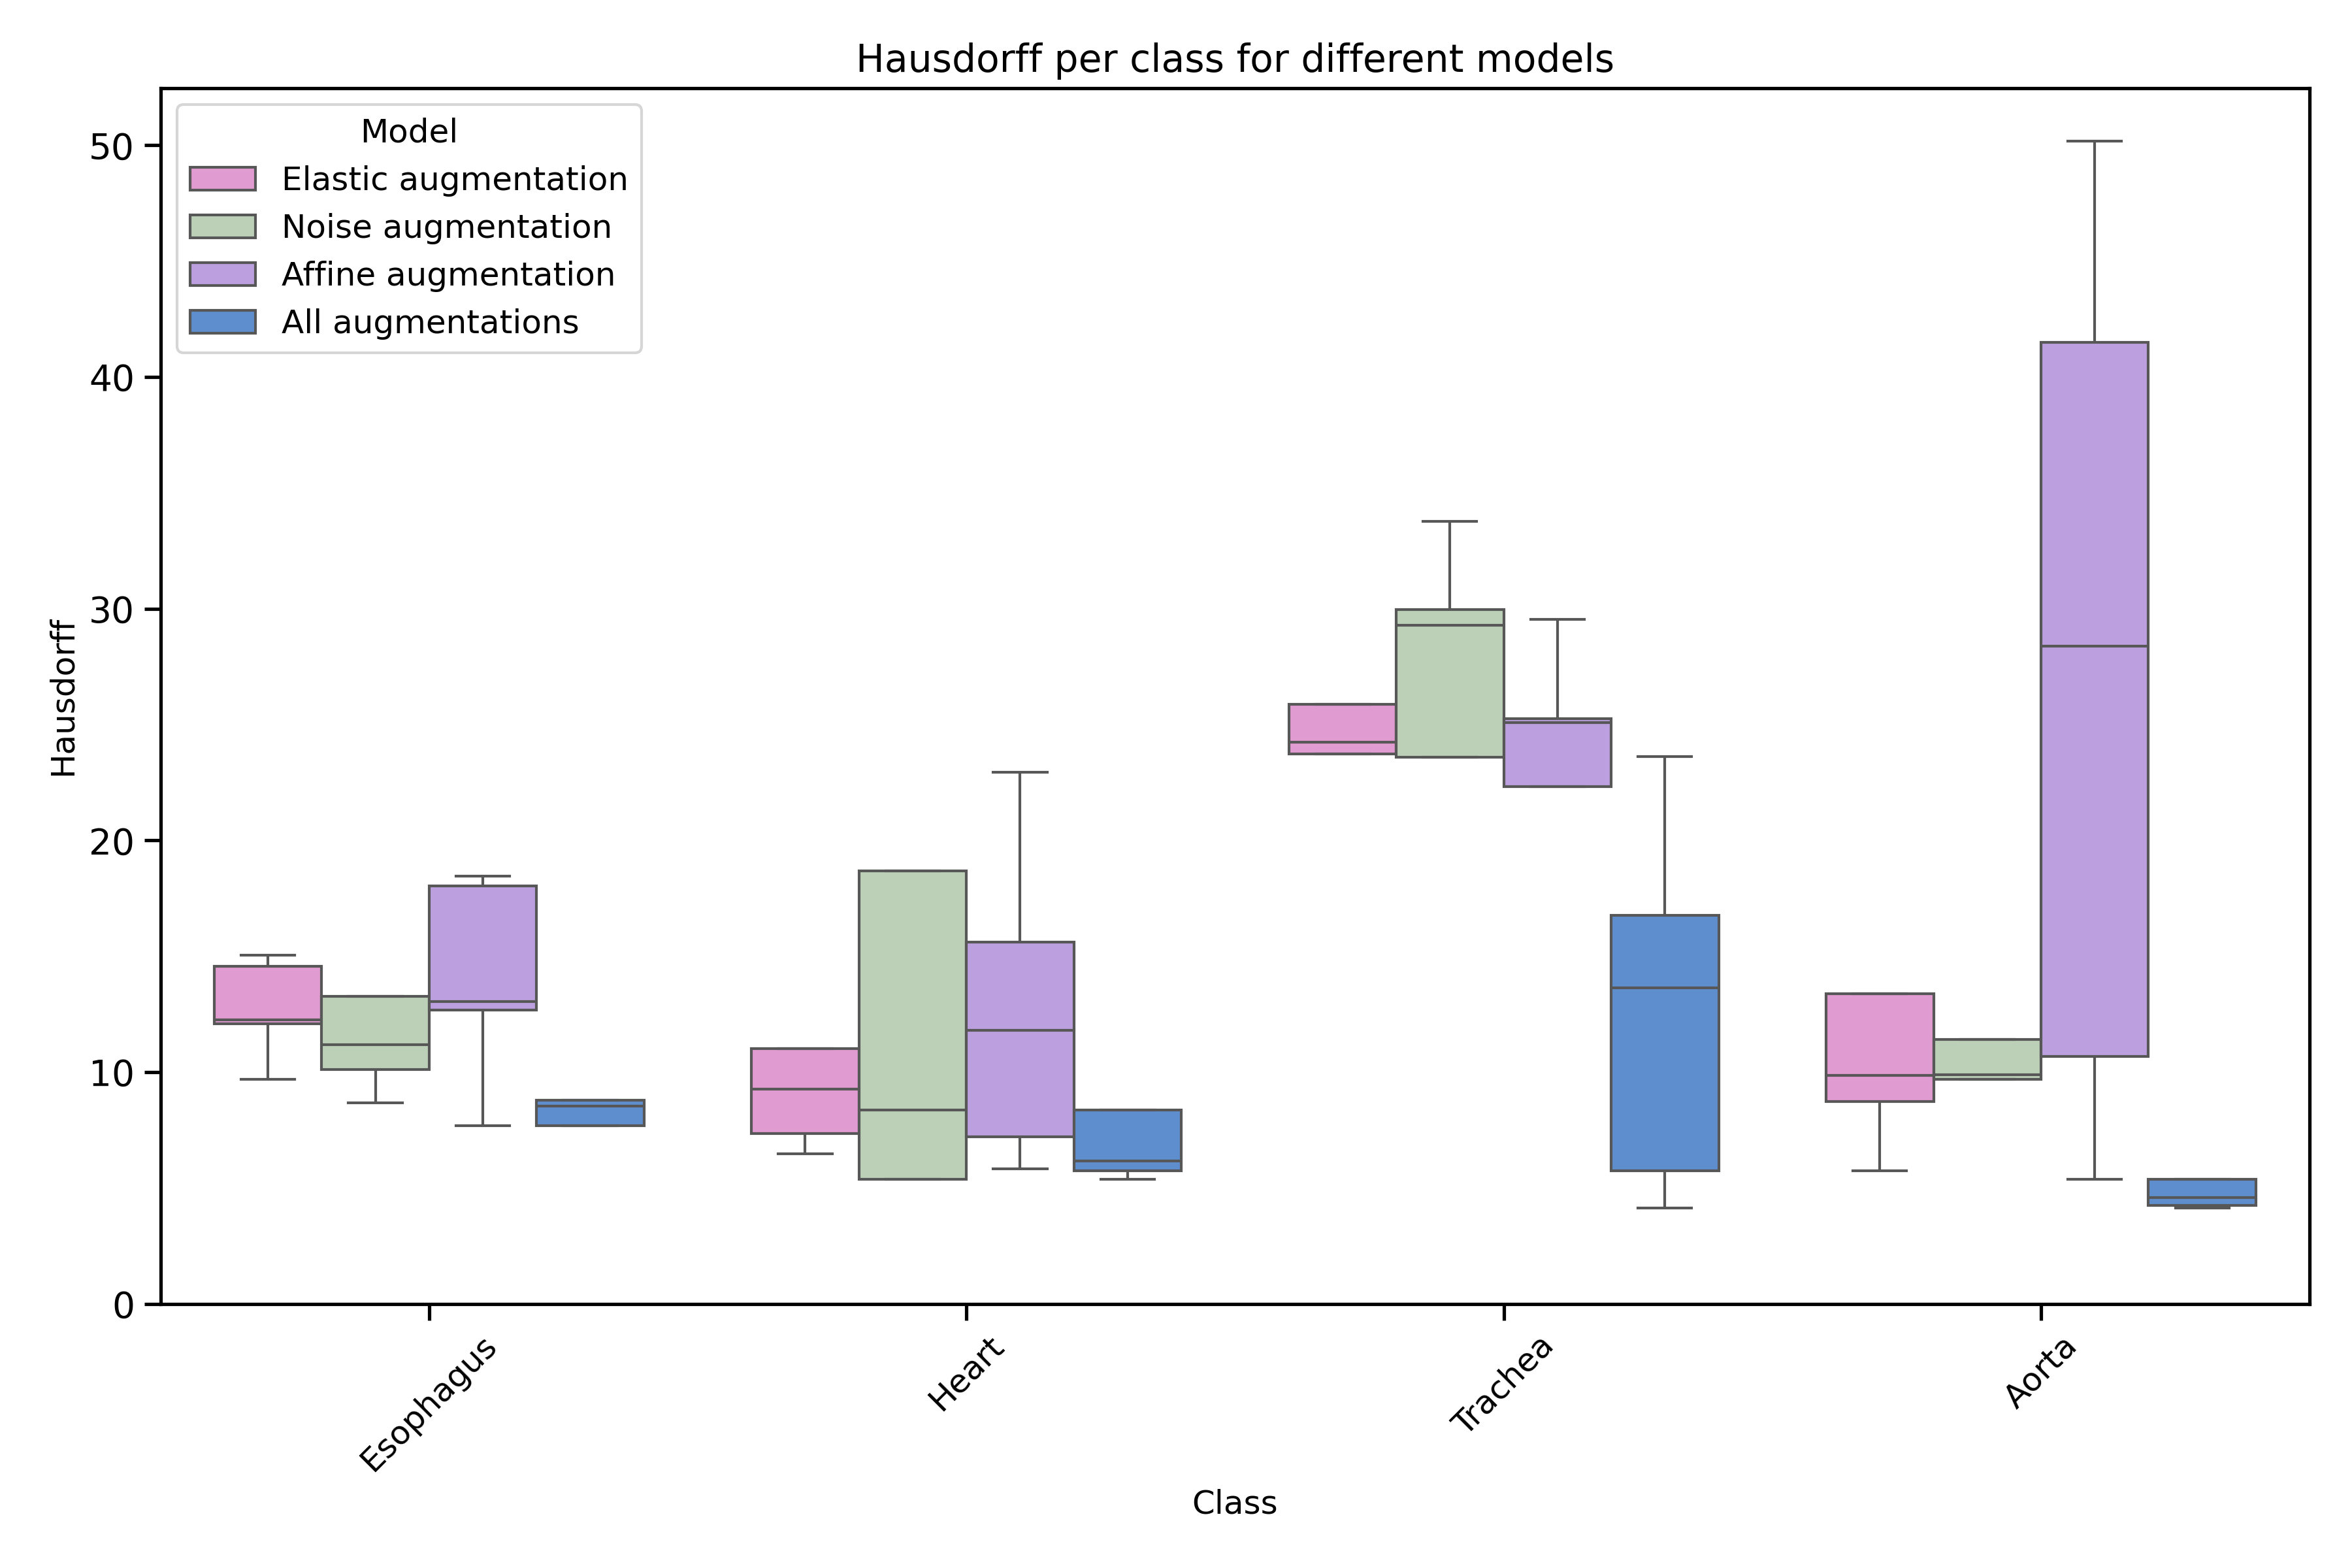 Hausdorff per class for different models
Model
Elastic augmentation
Noise augmentation
Affine augmentation
All augmentations
Hausdorff
50
40
30
20
10
0
Esophagus
Heart
Trachea
Aorta
Class